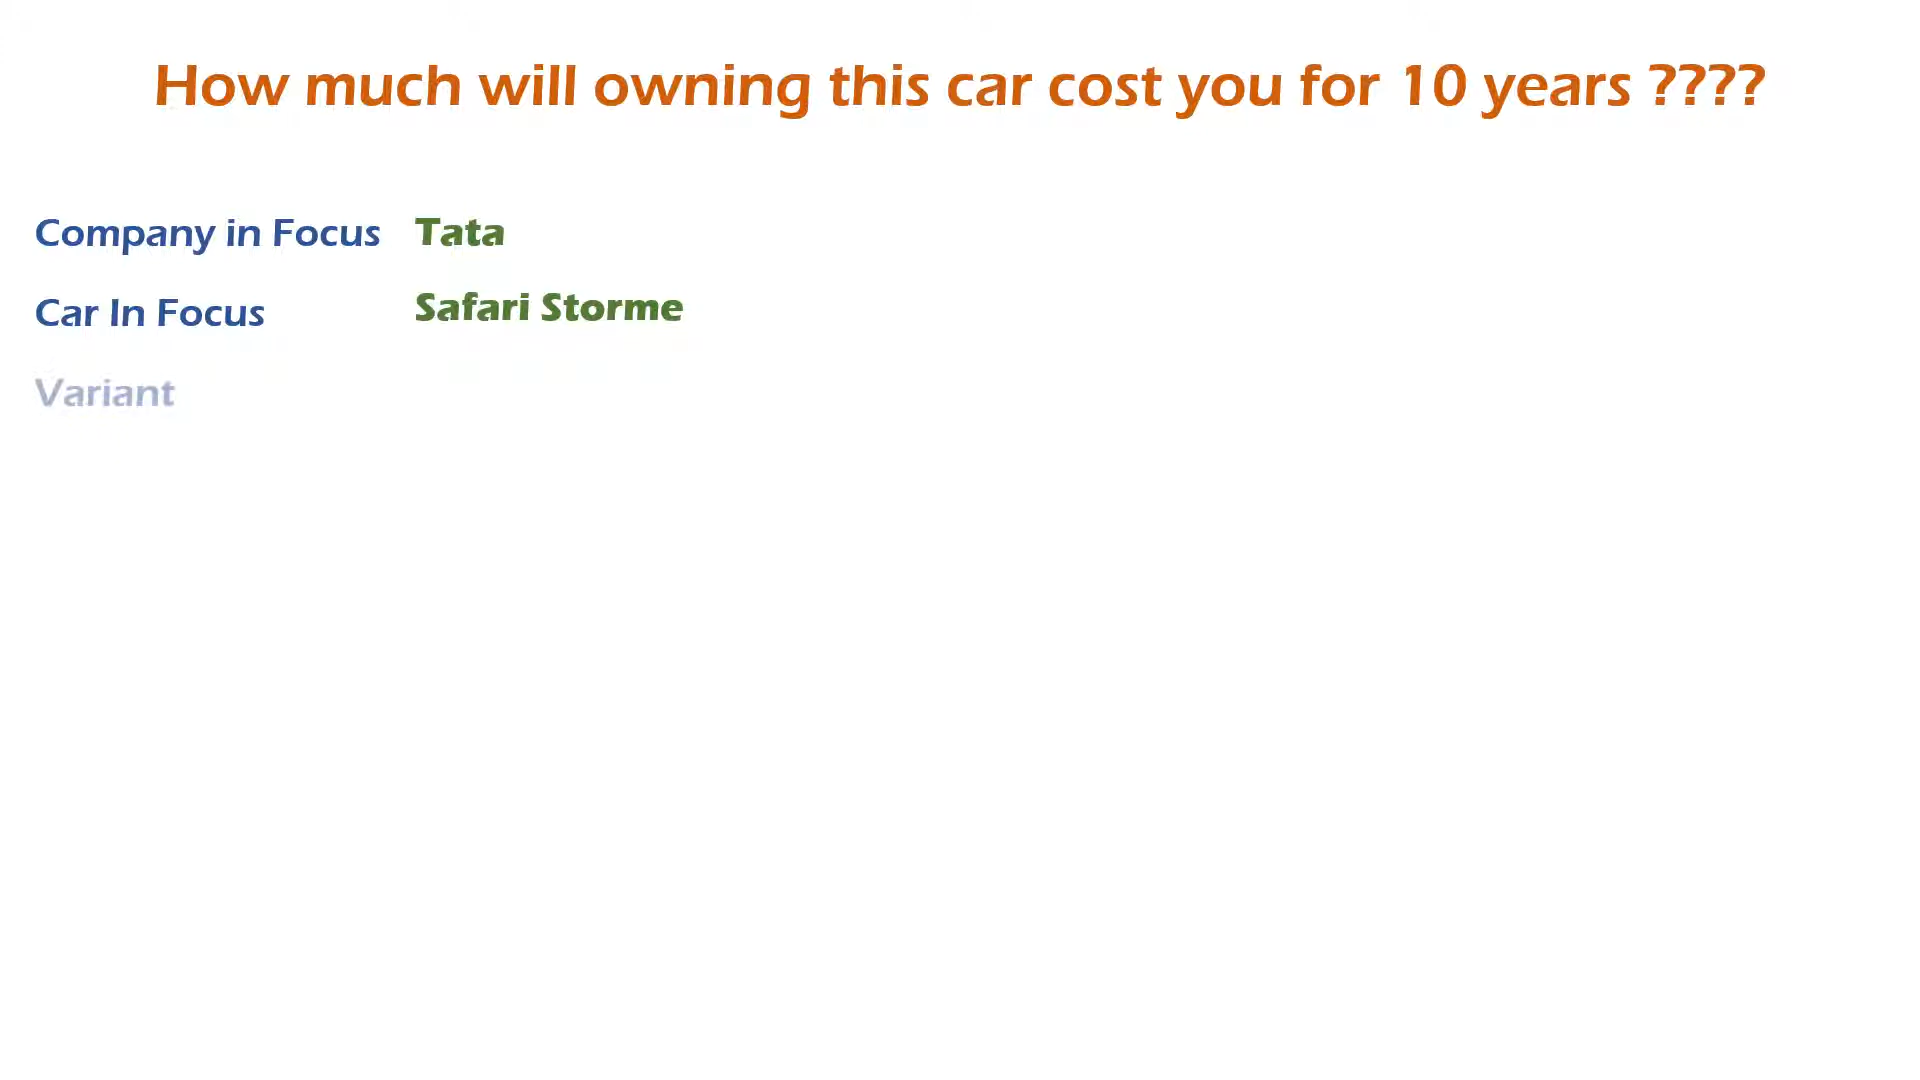 How much will owning this car cost you for 10 years ????
Company in Focus Tata
Car In Focus Safari Storme
Variant